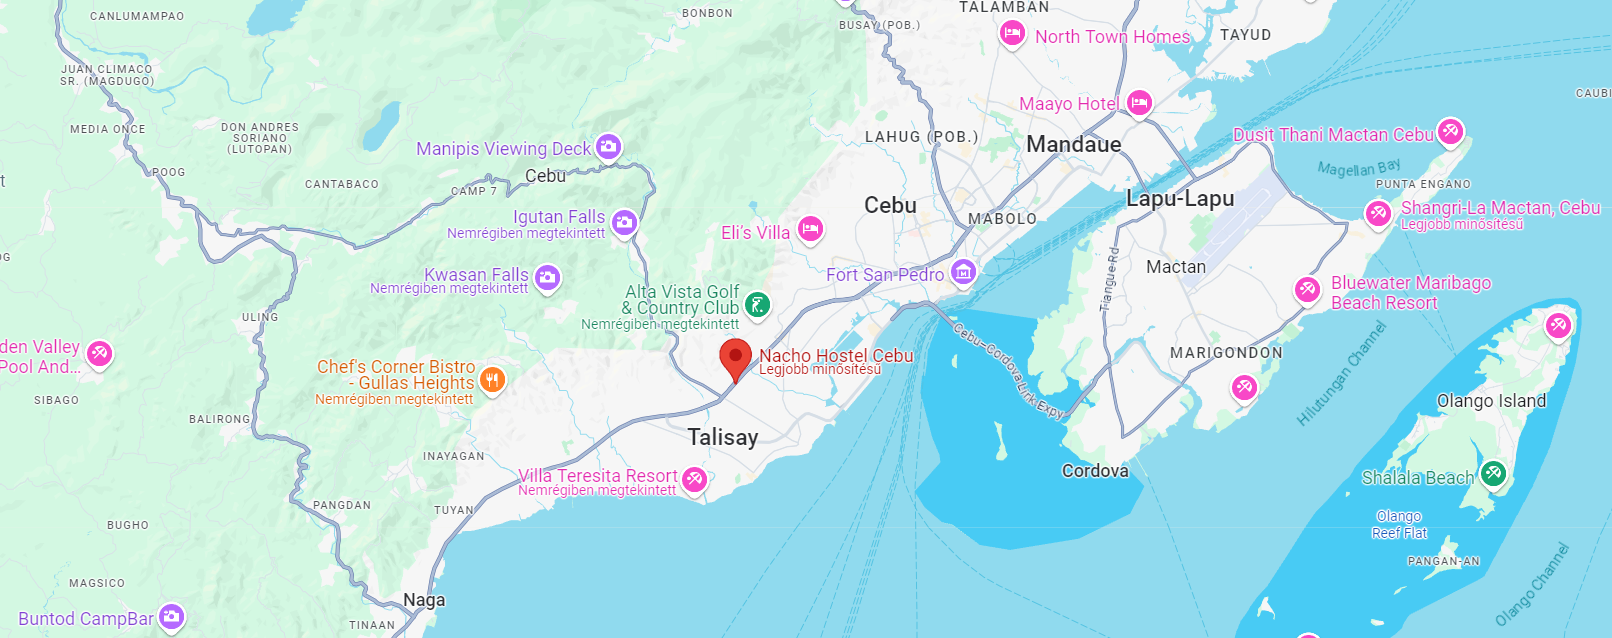 CANLUMAMPAO
BONBON
BUSAY (POB.)
TALAMBAN
North Town Homes
TAYUD
JUAN CLIMACO
SR. (MAGDUGO)
Maayo Hotel
CAUBI
MEDIA ONCE
DON ANDRES
SORIANO
(LUTOPAN)
LAHUG (POB.)
Mandaue
Dusit Thani Mactan Cebu
Manipis Viewing Deck
Cebu
POOG
CANTABACO
CAMP 7
Magellan Bay
PUNTA ENGANO
t
Cebu
Lapu-Lapu
Igutan Falls
Nemrégiben megtekintett
Eli's Villa
MABOLO
Shangri-La Mactan, Cebu
Legjobb minősítésű
OG
Kwasan Falls
Nemrégiben megtekintett
Fort San Pedro
Mactan
Tiangue Rd
Bluewater Maribago
Beach Resort
Alta Vista Golf
& Country Club
Nemrégiben megtekintett
ULING
Cebu–Cordova Link Expy
MARIGONDON
Hilutungan Channel
den Valley
Pool And...
Nacho Hostel Cebu
Legjobb minősítésű
Chef's Corner Bistro
- Gullas Heights
Nemrégiben megtekintett
SIBAGO
BALIRONG
Olango Island
Talisay
INAYAGAN
Cordova
Villa Teresita Resort
Nemrégiben megtekintett
Shalala Beach
PANGDAN
TUYAN
Olango
Reef Flat
BUGHO
PANGAN-AN
MAGSICO
Naga
Olango Channel
Buntod CampBar
TINAAN